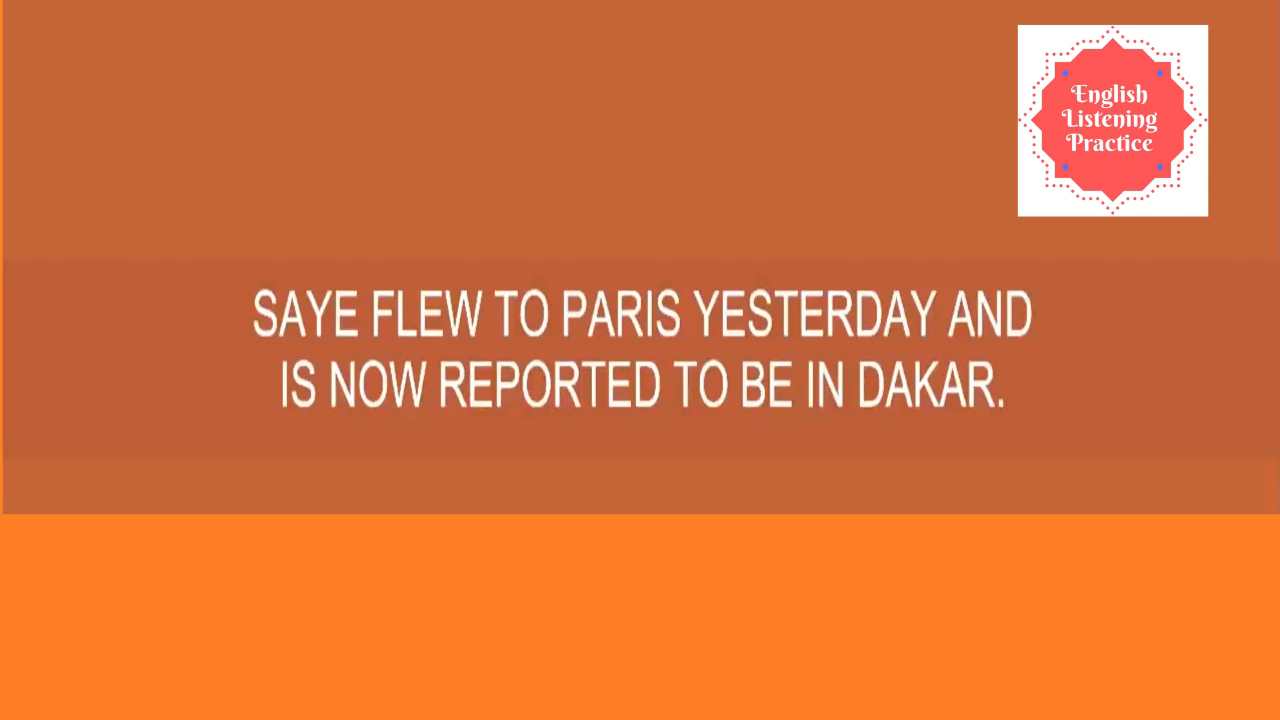 English
Listening
Practice
SAYE FLEW TO PARIS YESTERDAY AND
IS NOW REPORTED TO BE IN DAKAR.